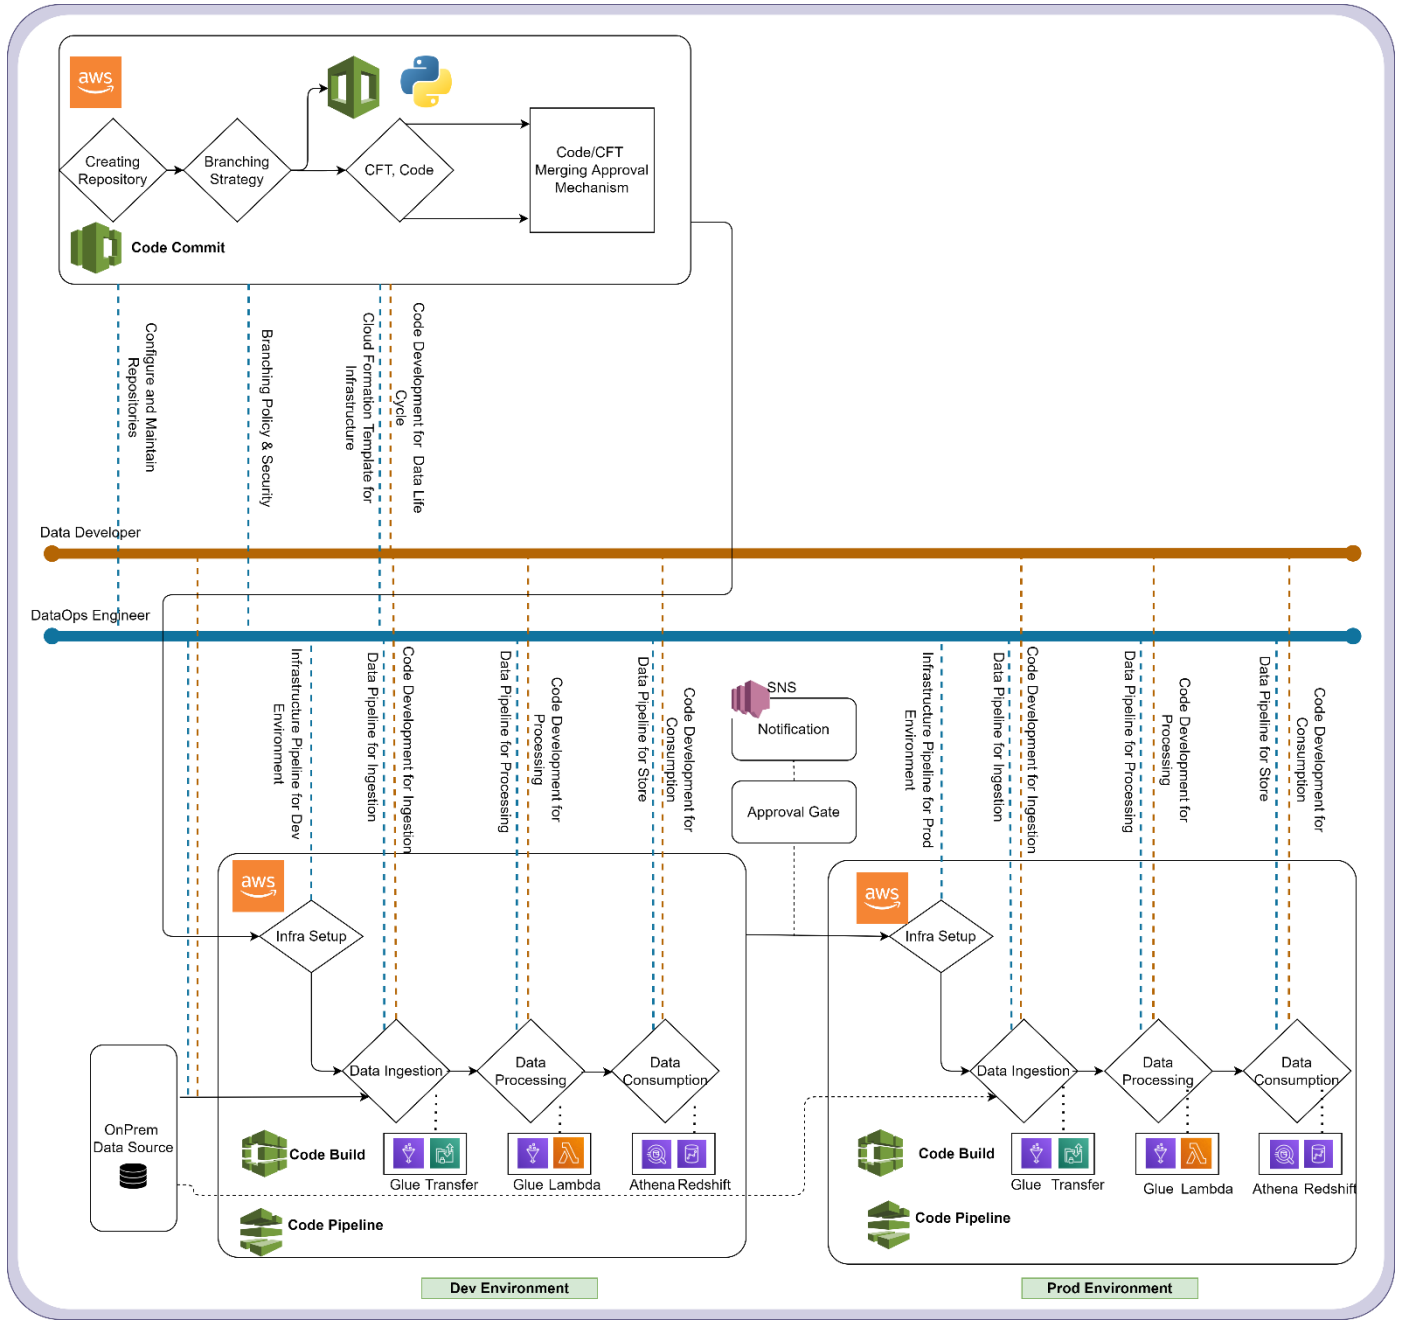 aws
Creating
Repository
Branching
Strategy
CFT, Code
Code/CFT
Merging Approval
Mechanism
Code Commit
Configure and Maintain
Repositories
Branching Policy & Security
Cloud Formation Template for
Infrastructure
Code Development for Data Life
Cycle
Data Developer
DataOps Engineer
Infrastructure Pipeline for Dev
Environment
Data Pipeline for Ingestion
Code Development for Ingestion
Data Pipeline for Processing
Code Development for
Processing
Data Pipeline for Store
Code Development for
Consumption
SNS
Notification
Approval Gate
Infrastructure Pipeline for Prod
Environment
Data Pipeline for Ingestion
Code Development for Ingestion
Data Pipeline for Processing
Code Development for
Processing
Data Pipeline for Store
Code Development for
Consumption
aws
Infra Setup
Data Ingestion
Data
Processing
Data
Consumption
OnPrem
Data Source
Code Build
Glue Transfer
Glue Lambda
Athena Redshift
Code Pipeline
Dev Environment
aws
Infra Setup
Data Ingestion
Data
Processing
Data
Consumption
Code Build
Glue Transfer
Glue Lambda
Athena Redshift
Code Pipeline
Prod Environment